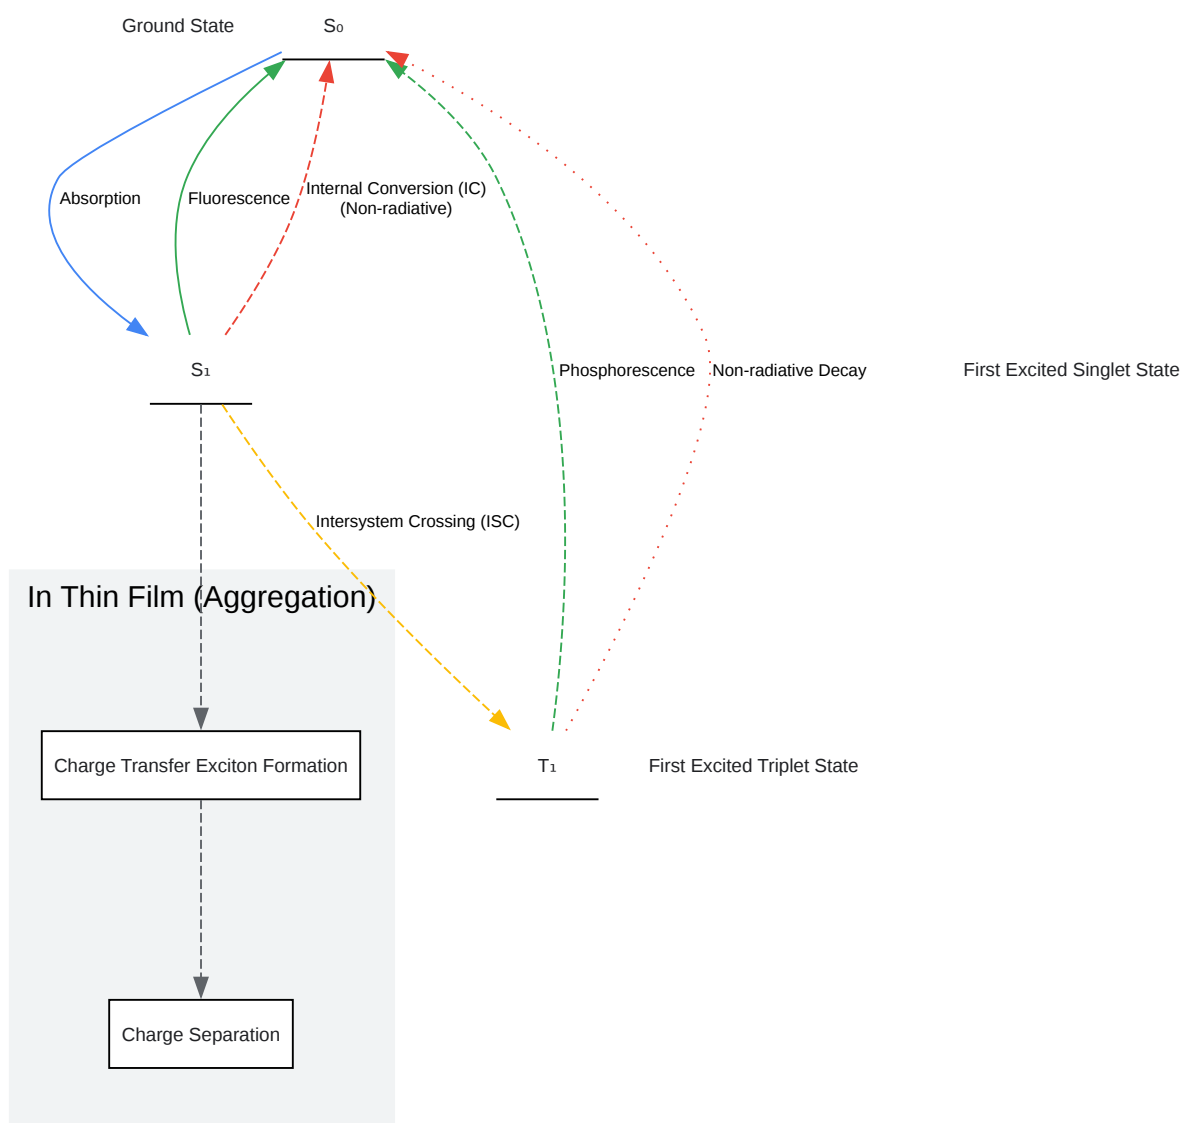 Ground State
S₀
Absorption
Fluorescence
Internal Conversion (IC)
(Non-radiative)
S₁
Phosphorescence
Non-radiative Decay
First Excited Singlet State
Intersystem Crossing (ISC)
In Thin Film (Aggregation)
Charge Transfer Exciton Formation
T₁
First Excited Triplet State
Charge Separation